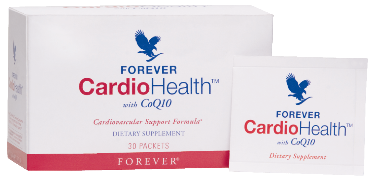 FOREVER
CardioHealth™
with CoQ10
Cardiovascular Support Formula
DIETARY SUPPLEMENT
30 PACKETS
FOREVER®
FOREVER
CardioHealth™
with CoQ10
Dietary Supplement